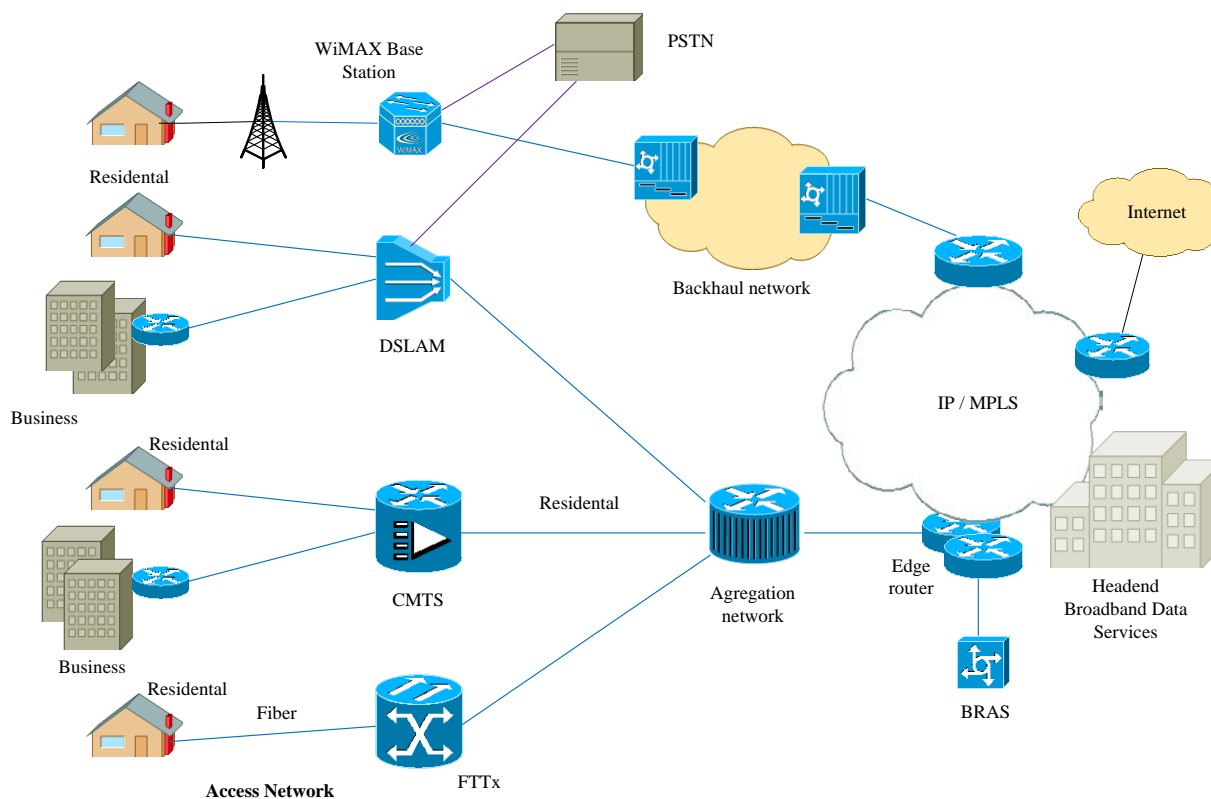 WiMAX Base
Station
PSTN
WiMAX
Residental
Internet
Backhaul network
DSLAM
IP / MPLS
Business
Residental
Residental
CMTS
Agregation
network
Edge
router
Headend
Broadband Data
Services
Business
Residental
Fiber
BRAS
FTTx
Access Network